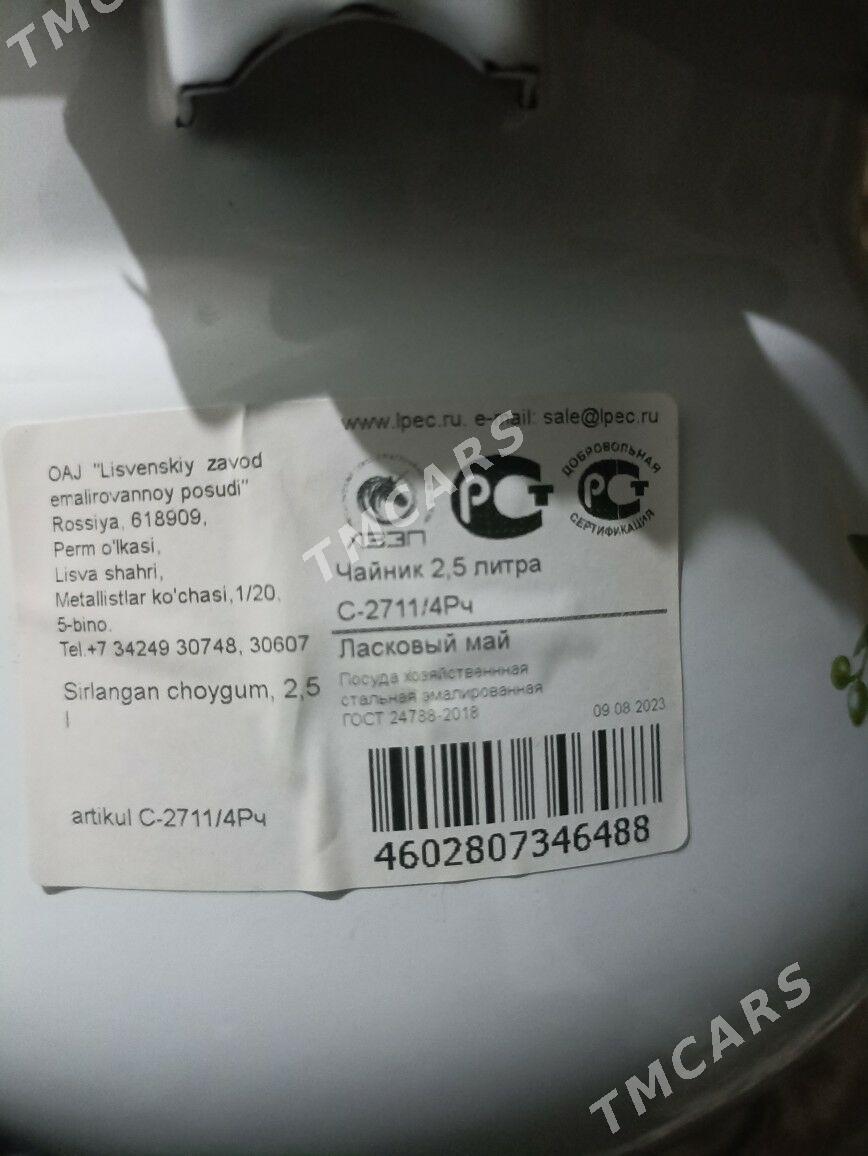 TMCARS
www.lpec.ru. e-mail: sale@lpec.ru
OAJ "Lisvenskiy zavod
emalirovannoy posudi"
Rossiya, 618909,
Perm o'lkasi,
Lisva shahri,
Metallistlar ko'chasi,1/20,
5-bino.
Tel.+7 34249 30748, 30607
Sirlangan choygum, 2,5
l
artikul С-2711/4Рч
ЛВЗЭП
РСТ
ДОБРОВОЛЬНАЯ
РСТ
СЕРТИФИКАЦИЯ
TMCARS
Чайник 2,5 литра
С-2711/4Рч
Ласковый май
Посуда хозяйственнная
стальная эмалированная
ГОСТ 24788-2018
09.08.2023
4602807346488
TMCARS